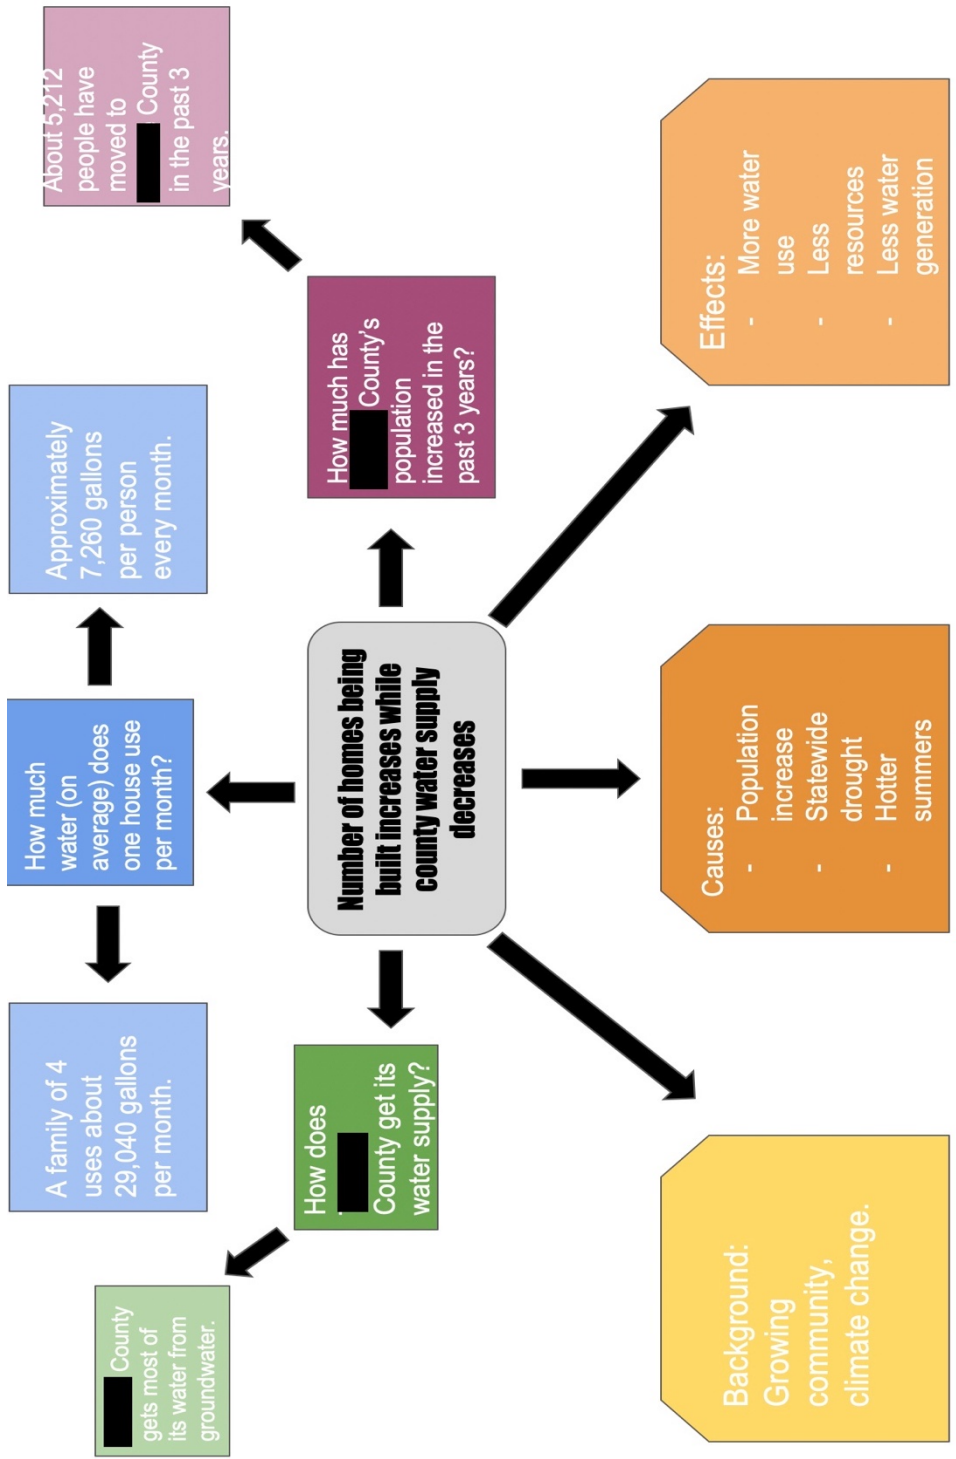 County
gets most of
its water from
groundwater.
A family of 4
uses about
29,040 gallons
per month.
How much
water (on
average) does
one house use
per month?
Approximately
7,260 gallons
per person
every month.
About 5,212
people have
moved to
County
in the past 3
years.
How does
County get its
water supply?
Number of homes being
built increases while
county water supply
decreases
How much has
County's
population
increased in the
past 3 years?
Background:
Growing
community,
climate change.
Causes:
- Population
increase
- Statewide
drought
- Hotter
summers
Effects:
- More water
use
- Less
resources
- Less water
generation